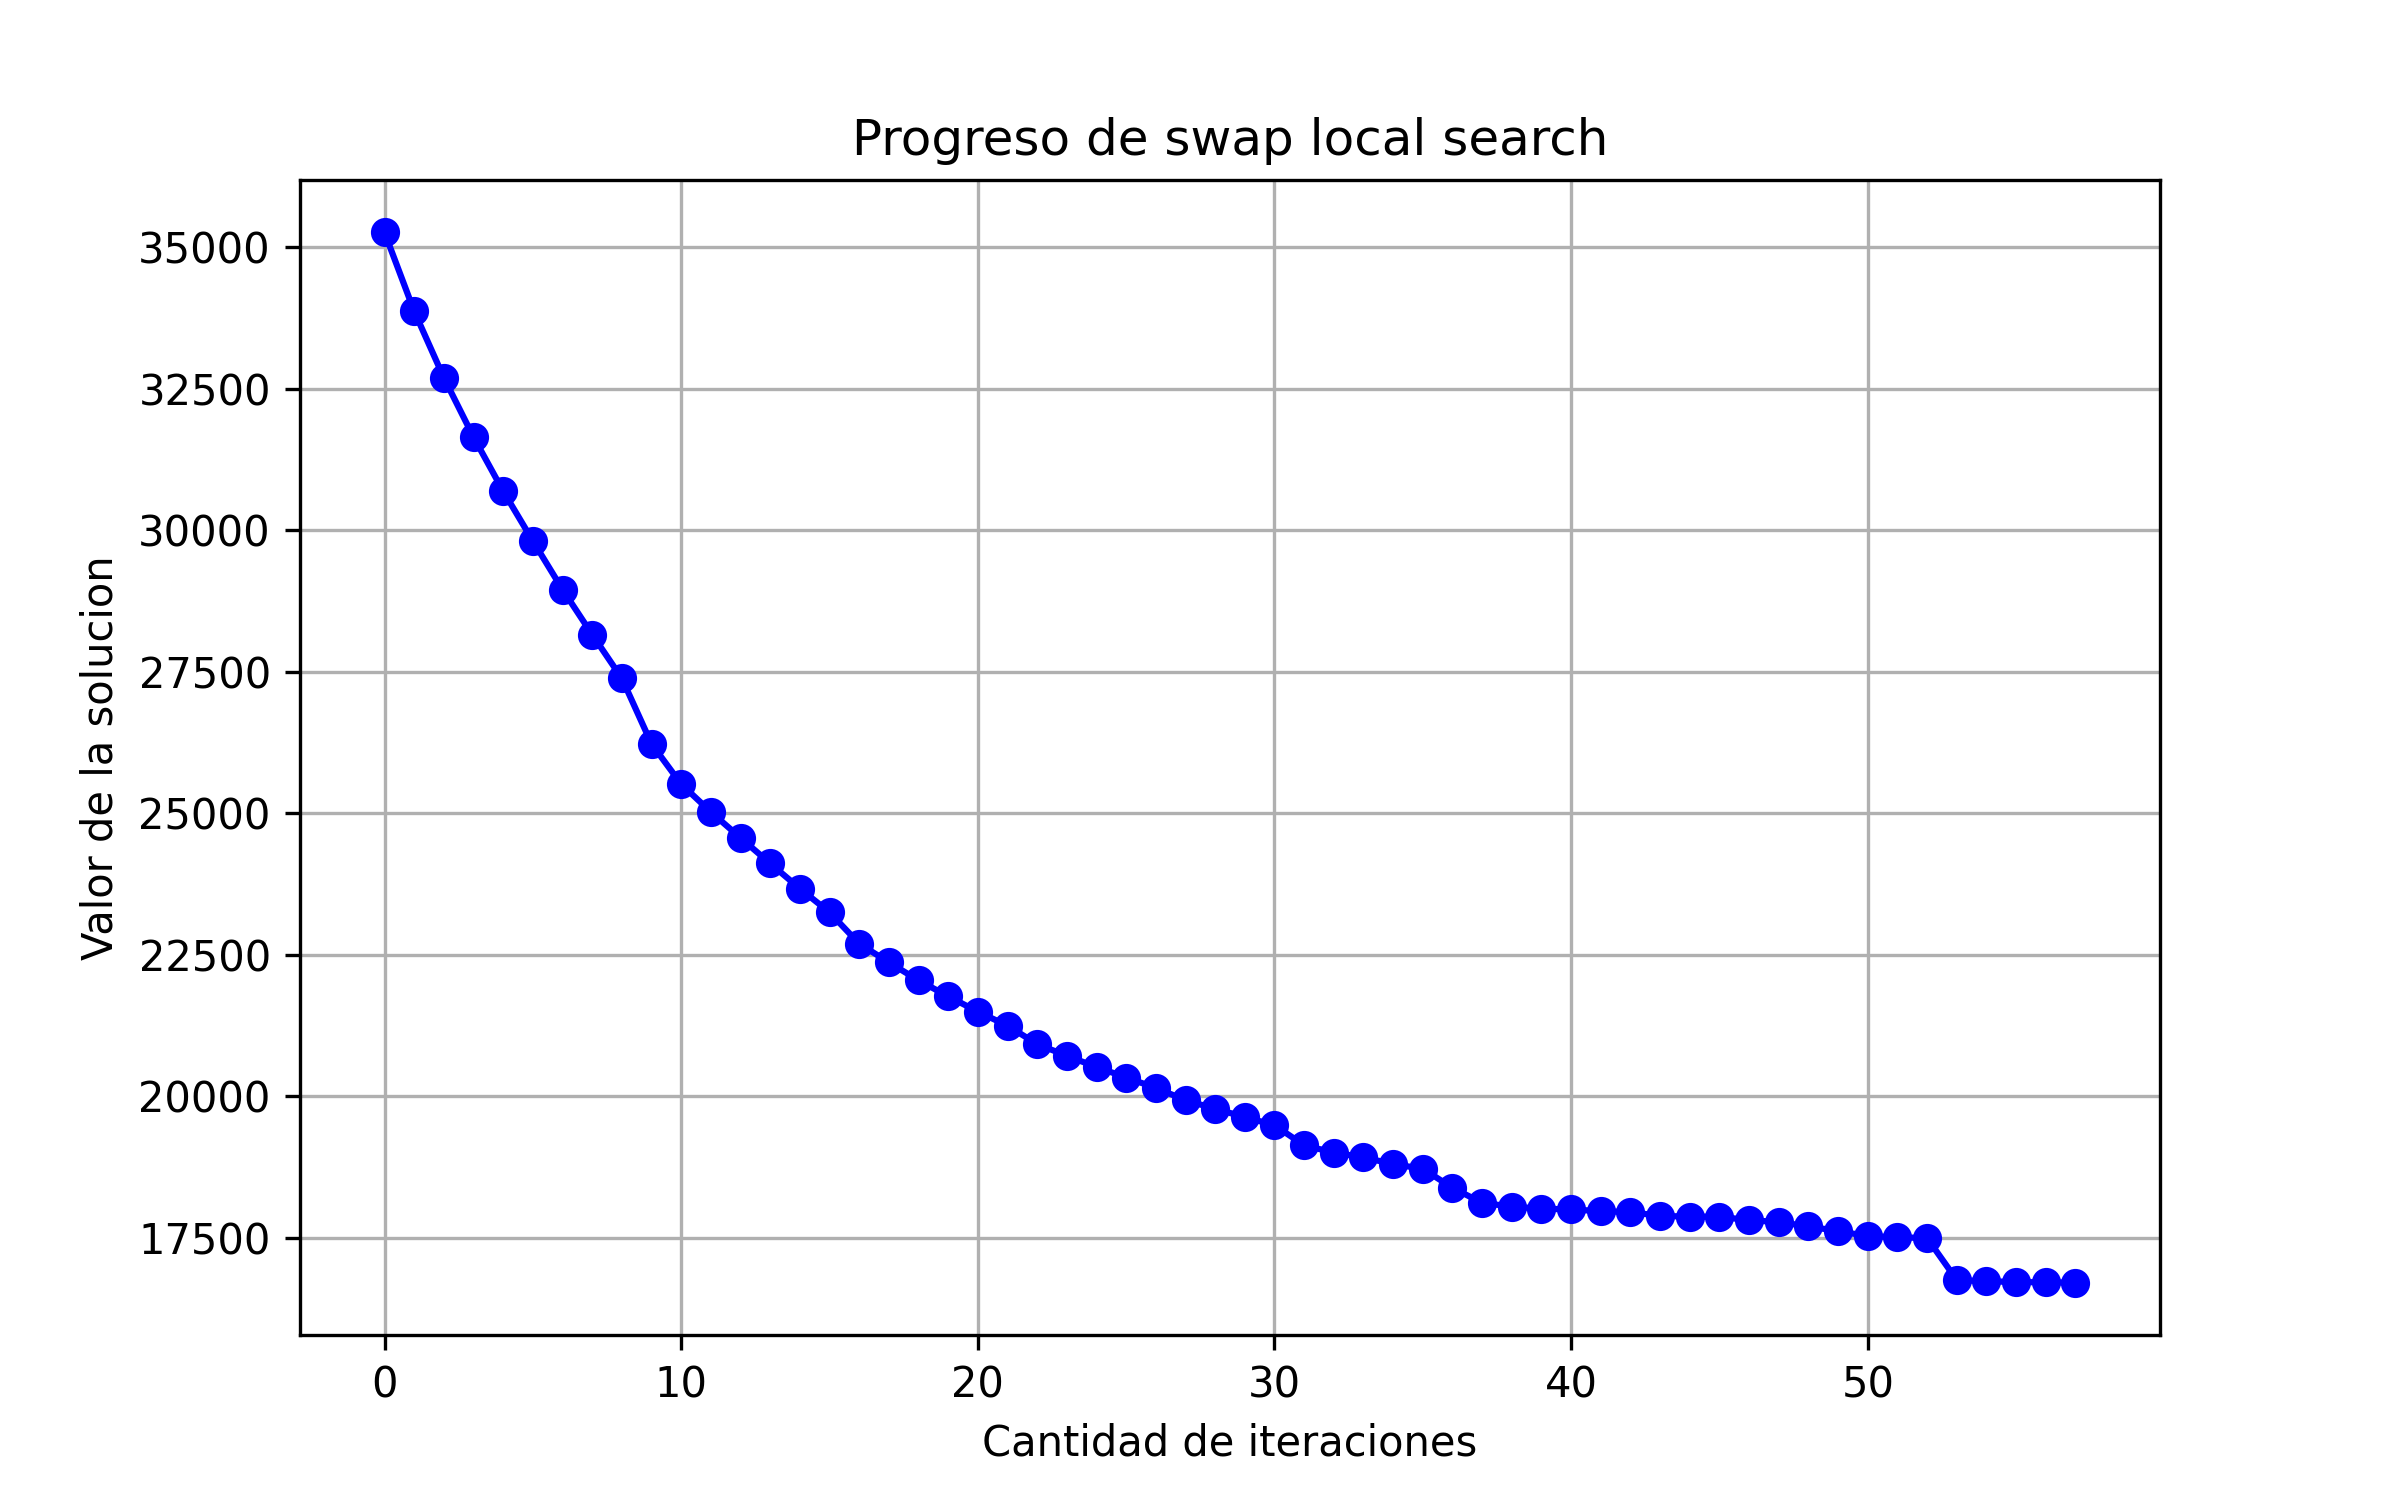 Progreso de swap local search
Valor de la solucion
35000
32500
30000
27500
25000
22500
20000
17500
0 10 20 30 40 50
Cantidad de iteraciones